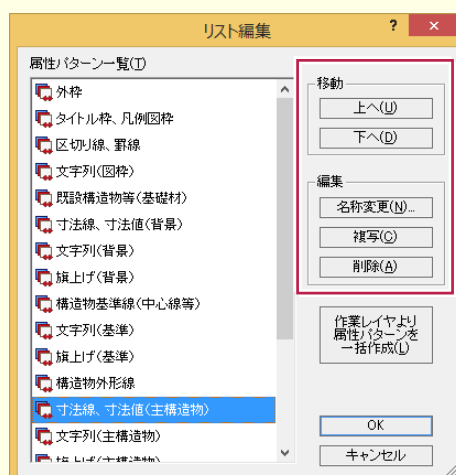 リスト編集
?
×
属性パターン一覧(T)
外枠
タイトル枠、凡例図枠
区切り線、罫線
文字列(図枠)
既設構造物等(基礎材)
寸法線、寸法値(背景)
文字列(背景)
旗上げ(背景)
構造物基準線(中心線等)
文字列(基準)
旗上げ(基準)
構造物外形線
寸法線、寸法値(主構造物)
文字列(主構造物)
移動
上へ(U)
下へ(D)
編集
名称変更(N)...
複写(C)
削除(A)
作業レイヤより
属性パターンを
一括作成(L)
OK
キャンセル